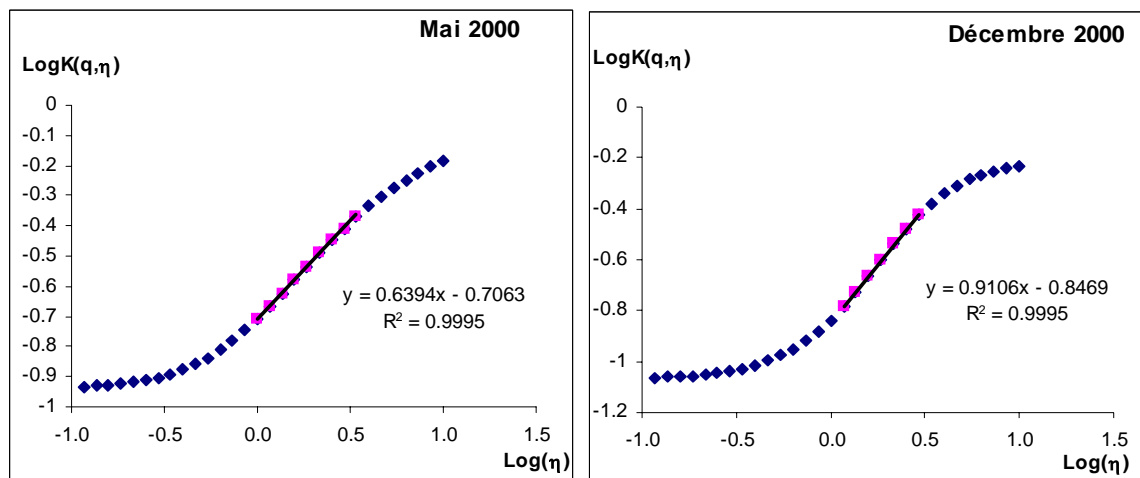 Mai 2000
LogK(q,η)
0
-0.1
-0.2
-0.3
-0.4
-0.5
-0.6
-0.7
-0.8
-0.9
-1
y = 0.6394x - 0.7063
R² = 0.9995
-1.0 -0.5 0.0 0.5 1.0 1.5
Log(η)
Décembre 2000
LogK(q,η)
0
-0.2
-0.4
-0.6
-0.8
-1
-1.2
y = 0.9106x - 0.8469
R² = 0.9995
-1.0 -0.5 0.0 0.5 1.0 1.5
Log(η)